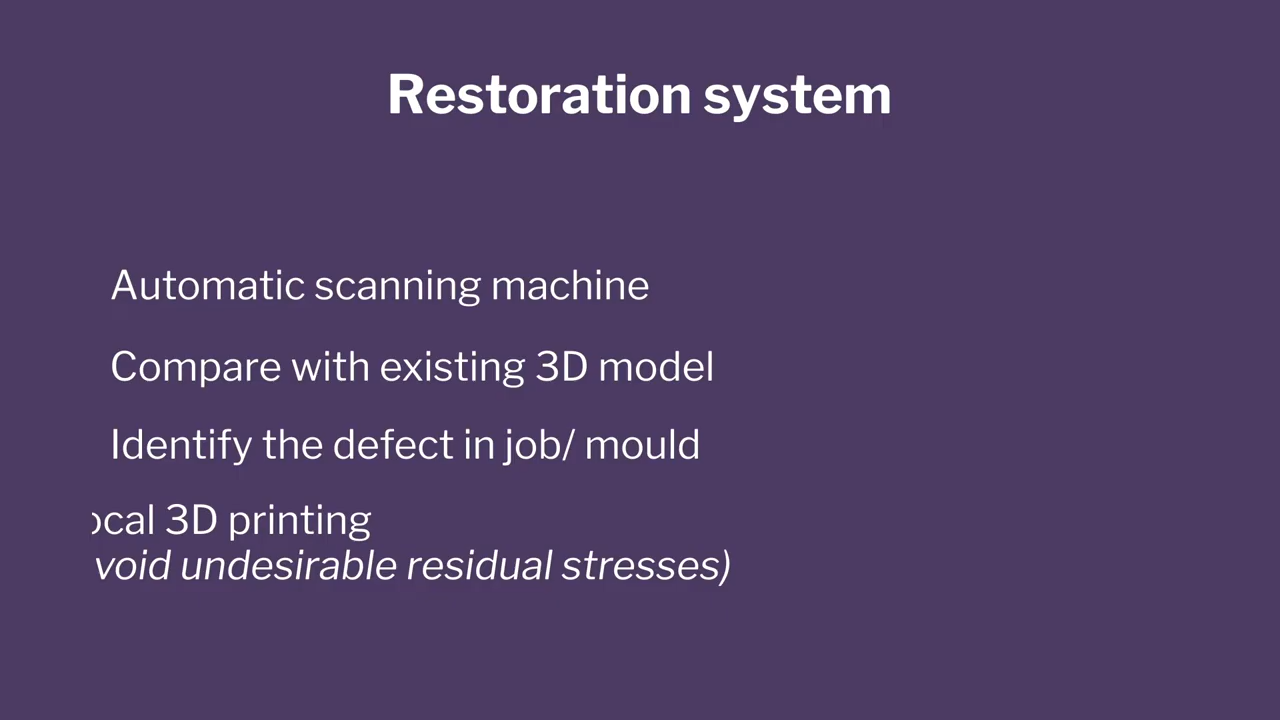 Restoration system
Automatic scanning machine
Compare with existing 3D model
Identify the defect in job/ mould
ocal 3D printing
void undesirable residual stresses)